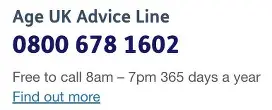 Age UK Advice Line
0800 678 1602
Free to call 8am – 7pm 365 days a year
Find out more